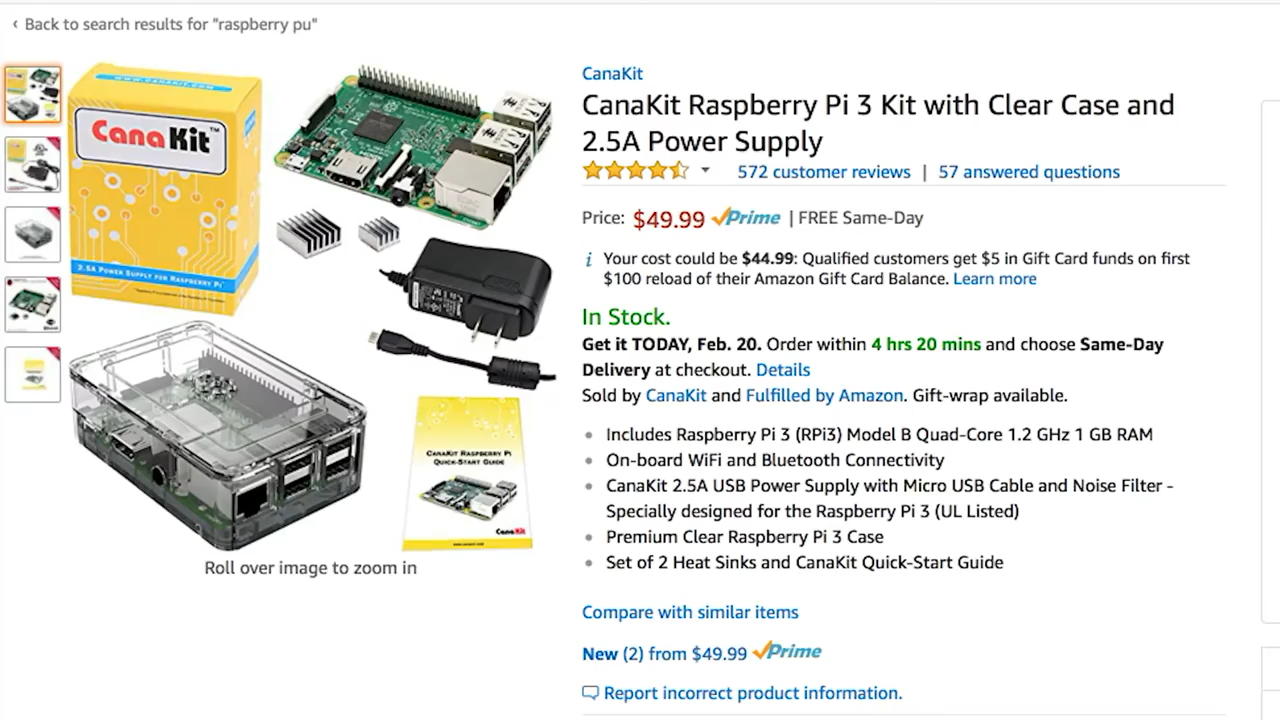 ‹ Back to search results for "raspberry pu"
WWW.CANAKIT.COM
CanaKit™
2.5A POWER SUPPLY FOR RASPBERRY PI
CANAKIT RASPBERRY PI
QUICK-START GUIDE
CanaKit
Roll over image to zoom in
CanaKit
CanaKit Raspberry Pi 3 Kit with Clear Case and
2.5A Power Supply
572 customer reviews | 57 answered questions
Price: $49.99 Prime | FREE Same-Day
i Your cost could be $44.99: Qualified customers get $5 in Gift Card funds on first
$100 reload of their Amazon Gift Card Balance. Learn more
In Stock.
Get it TODAY, Feb. 20. Order within 4 hrs 20 mins and choose Same-Day
Delivery at checkout. Details
Sold by CanaKit and Fulfilled by Amazon. Gift-wrap available.
• Includes Raspberry Pi 3 (RPi3) Model B Quad-Core 1.2 GHz 1 GB RAM
• On-board WiFi and Bluetooth Connectivity
• CanaKit 2.5A USB Power Supply with Micro USB Cable and Noise Filter -
Specially designed for the Raspberry Pi 3 (UL Listed)
• Premium Clear Raspberry Pi 3 Case
• Set of 2 Heat Sinks and CanaKit Quick-Start Guide
Compare with similar items
New (2) from $49.99 Prime
Report incorrect product information.